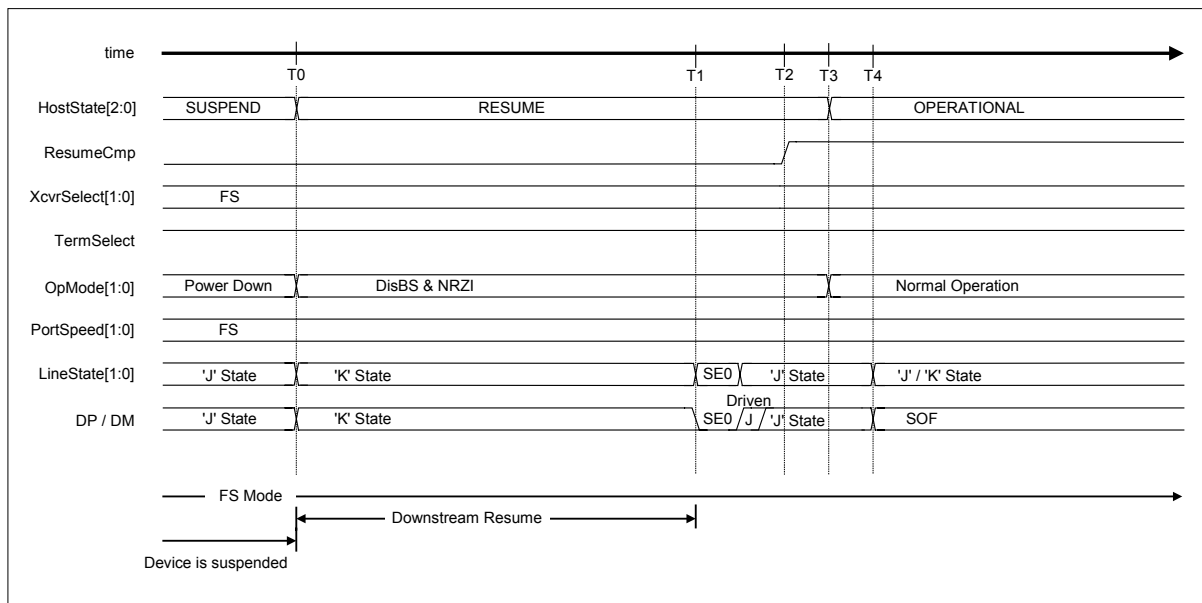 time
T0 T1 T2 T3 T4
HostState[2:0] SUSPEND RESUME OPERATIONAL
ResumeCmp
XcvrSelect[1:0] FS
TermSelect
OpMode[1:0] Power Down DisBS & NRZI Normal Operation
PortSpeed[1:0] FS
LineState[1:0] 'J' State 'K' State SE0 'J' State 'J' / 'K' State
Driven
DP / DM 'J' State 'K' State SE0 J 'J' State SOF
FS Mode
Downstream Resume
Device is suspended